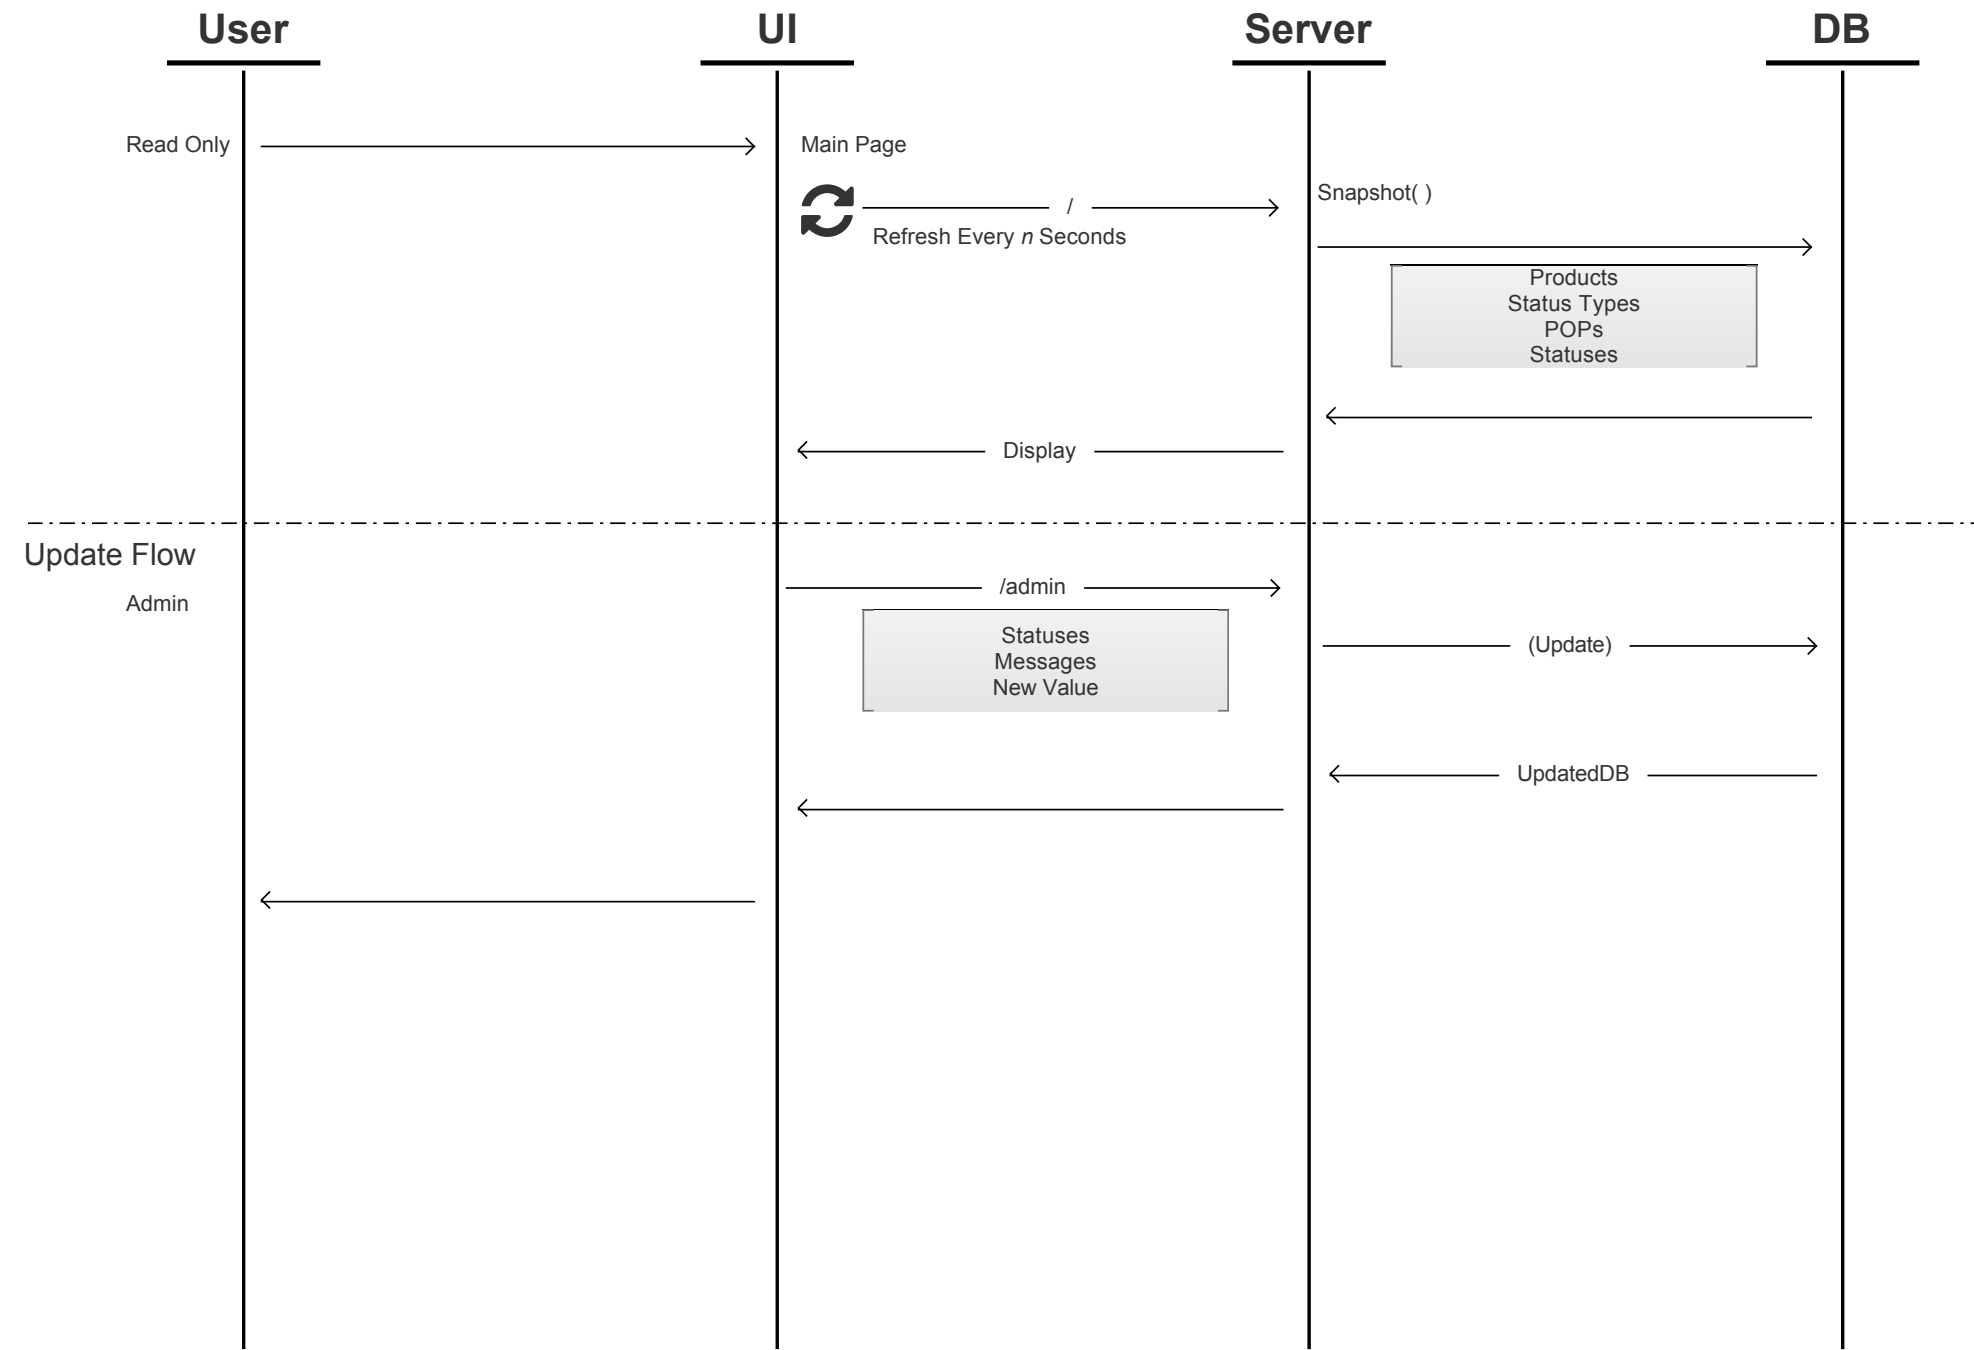 User
UI
Server
DB
Read Only
Main Page
Snapshot( )
/
Refresh Every n Seconds
Products
Status Types
POPs
Statuses
Display
Update Flow
Admin
/admin
Statuses
Messages
New Value
(Update)
UpdatedDB